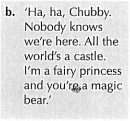 b. ‘Ha, ha, Chubby.
Nobody knows
we're here. All the
world's a castle.
I'm a fairy princess
and you're a magic
bear.’